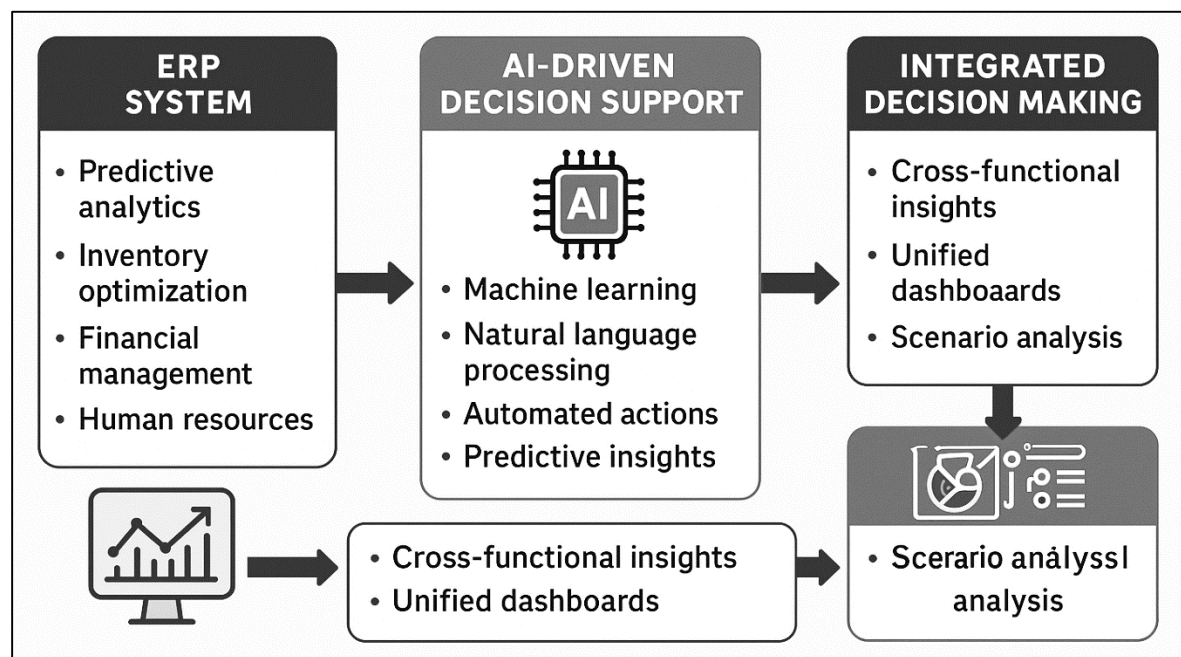 ERP
SYSTEM
• Predictive
analytics
• Inventory
optimization
• Financial
management
• Human resources
AI-DRIVEN
DECISION SUPPORT
AI
• Machine learning
• Natural language
processing
• Automated actions
• Predictive insights
INTEGRATED
DECISION MAKING
• Cross-functional
insights
• Unified
dashboaards
• Scenario analysis
• Cross-functional insights
• Unified dashboards
• Scerario anályssl
analysis